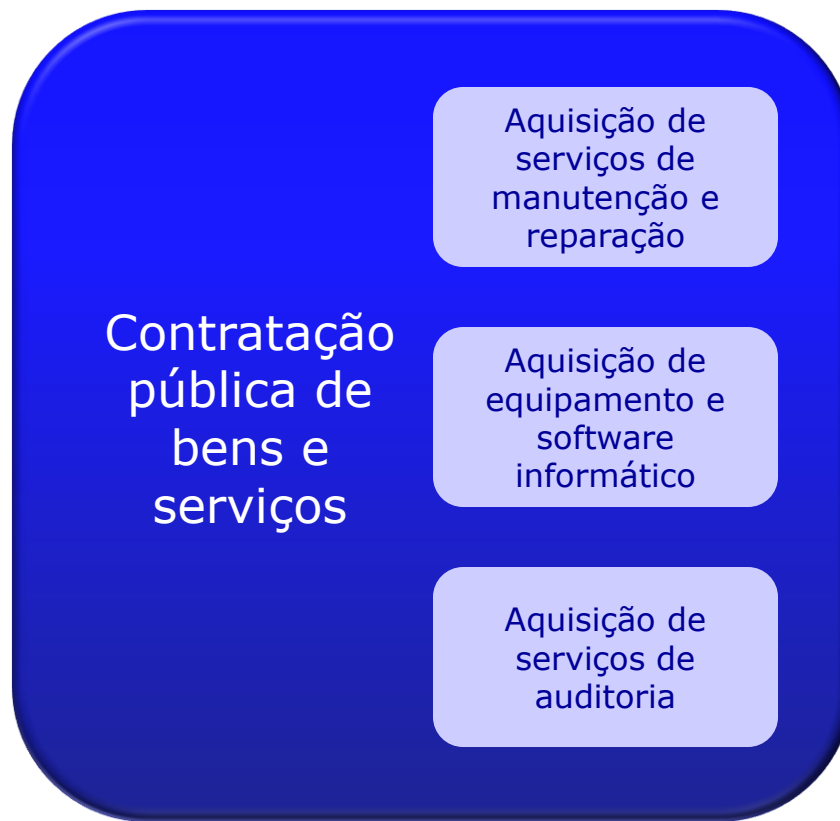 Contratação
pública de
bens e
serviços
Aquisição de
serviços de
manutenção e
reparação
Aquisição de
equipamento e
software
informático
Aquisição de
serviços de
auditoria